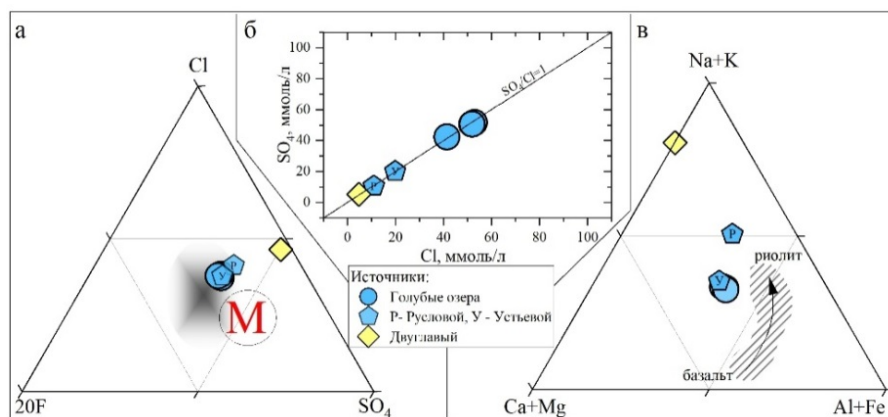 а
Cl
20F
SO₄
М
У
Р
б
SO₄, ммоль/л
110
100
80
60
40
20
0
SO₄/Cl=1
Р
У
0
20
40
60
80
100
Cl, ммоль/л
Источники:
Голубые озера
Р- Русловой, У - Устьевой
Двуглавый
в
Na+K
Р
риолит
У
базальт
Ca+Mg
Al+Fe